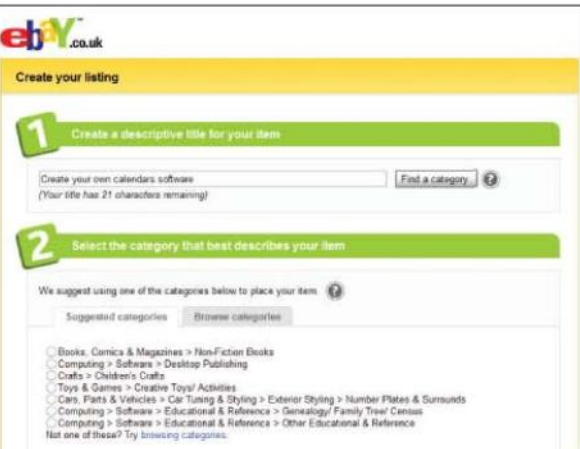 ebY.co.uk
Create your listing
1 Create a descriptive title for your item
Create your own calendars software Find a category ?
(Your title has 21 characters remaining)
2 Select the category that best describes your item
We suggest using one of the categories below to place your item. ?
Suggested categories Browse categories
Books, Comics & Magazines > Non-Fiction Books
Computing > Software > Desktop Publishing
Crafts > Children's Crafts
Toys & Games > Creative Toys/ Activities
Cars, Parts & Vehicles > Car Tuning & Styling > Exterior Styling > Number Plates & Surrounds
Computing > Software > Educational & Reference > Genealogy/ Family Tree/ Census
Computing > Software > Educational & Reference > Other Educational & Reference
Not one of these? Try browsing categories.